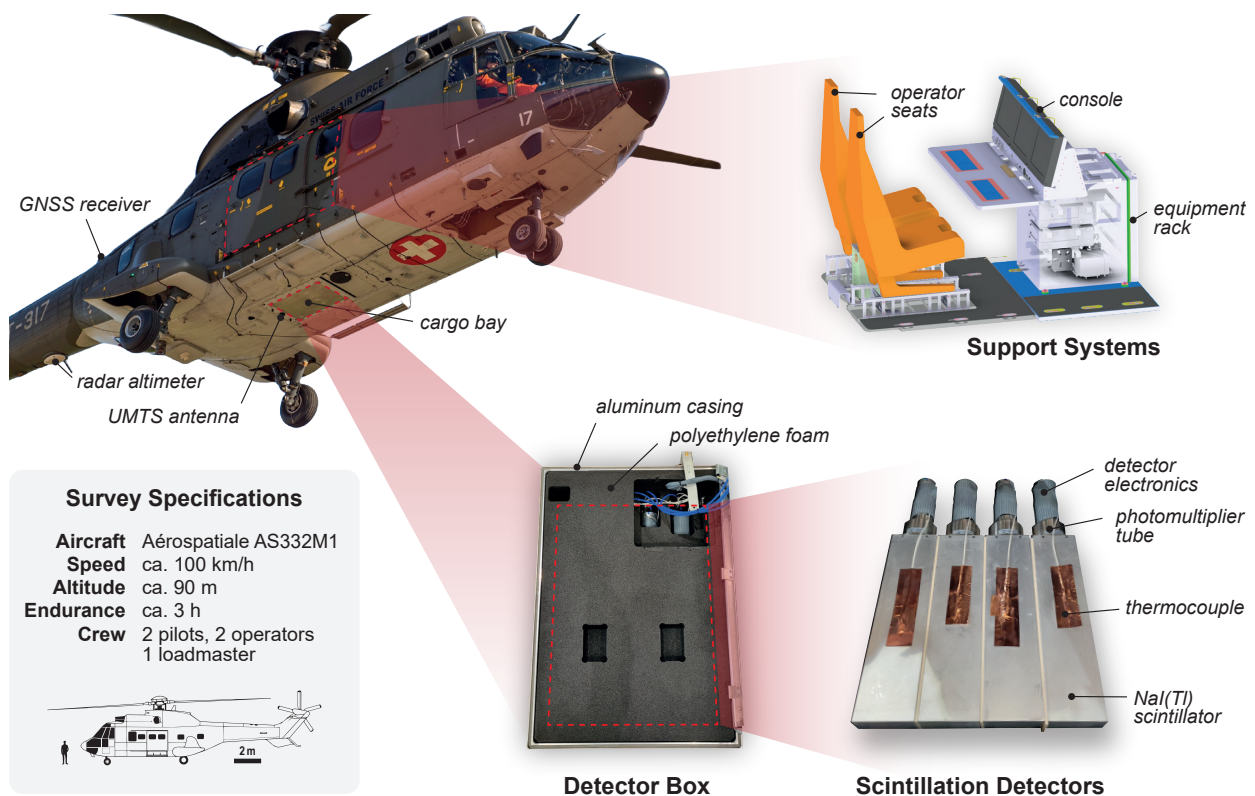 SWISS AIR FORCE
17
GNSS receiver
T-317
radar altimeter
UMTS antenna
cargo bay
operator
seats
console
equipment
rack
Support Systems
aluminum casing
polyethylene foam
Detector Box
detector
electronics
photomultiplier
tube
thermocouple
NaI(Tl)
scintillator
Scintillation Detectors
Survey Specifications
Aircraft Aérospatiale AS332M1
Speed ca. 100 km/h
Altitude ca. 90 m
Endurance ca. 3 h
Crew 2 pilots, 2 operators
1 loadmaster
2 m